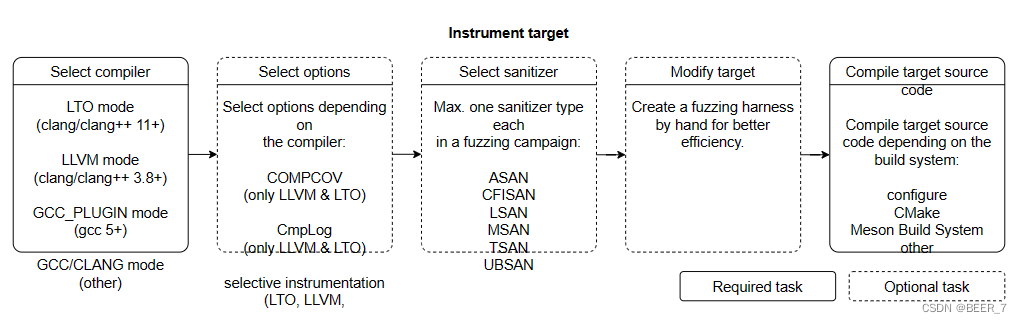 Instrument target
Select compiler
LTO mode
(clang/clang++ 11+)
LLVM mode
(clang/clang++ 3.8+)
GCC_PLUGIN mode
(gcc 5+)
GCC/CLANG mode
(other)
Select options
Select options depending
on
the compiler:
COMPCOV
(only LLVM & LTO)
CmpLog
(only LLVM & LTO)
selective instrumentation
(LTO, LLVM,
Select sanitizer
Max. one sanitizer type
each
in a fuzzing campaign:
ASAN
CFISAN
LSAN
MSAN
TSAN
UBSAN
Modify target
Create a fuzzing harness
by hand for better
efficiency.
Compile target source
code
Compile target source
code depending on the
build system:
configure
CMake
Meson Build System
other
Required task
Optional task
CSDN @BEER_7